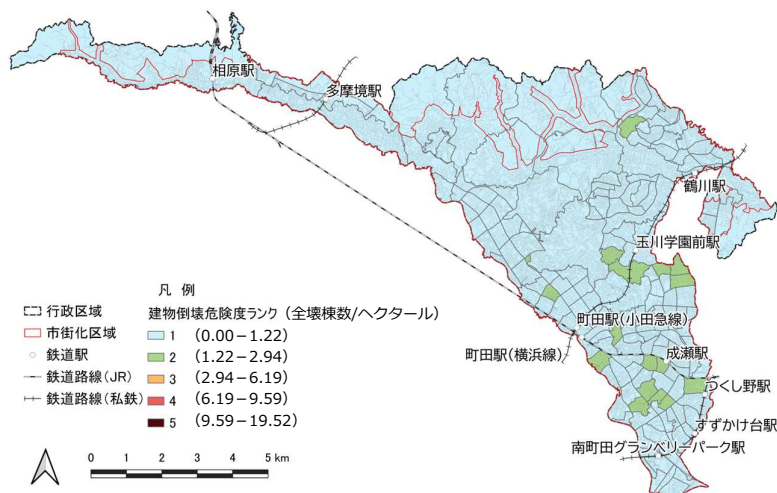 相原駅
多摩境駅
鶴川駅
玉川学園前駅
町田駅(小田急線)
町田駅(横浜線)
成瀬駅
つくし野駅
すずかけ台駅
南町田グランベリーパーク駅
凡 例
行政区域
市街化区域
鉄道駅
鉄道路線(JR)
鉄道路線(私鉄)
建物倒壊危険度ランク (全壊棟数/ヘクタール)
1 (0.00-1.22)
2 (1.22-2.94)
3 (2.94-6.19)
4 (6.19-9.59)
5 (9.59-19.52)
0 1 2 3 4 5 km